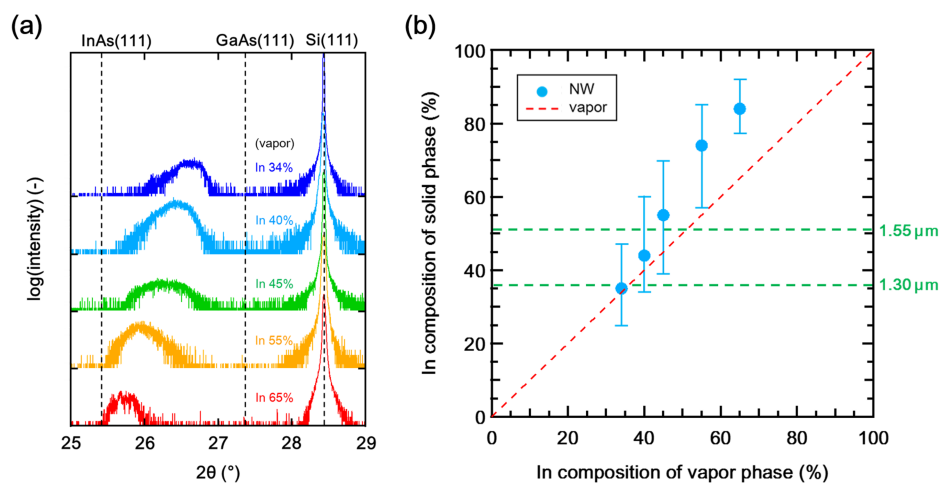 (a)
InAs(111)
GaAs(111)
Si(111)
(vapor)
In 34%
In 40%
In 45%
In 55%
In 65%
log(intensity) (-)
25
26
27
28
29
2θ (°)
(b)
100
80
60
40
20
0
In composition of solid phase (%)
NW
vapor
1.55 μm
1.30 μm
0
20
40
60
80
100
In composition of vapor phase (%)